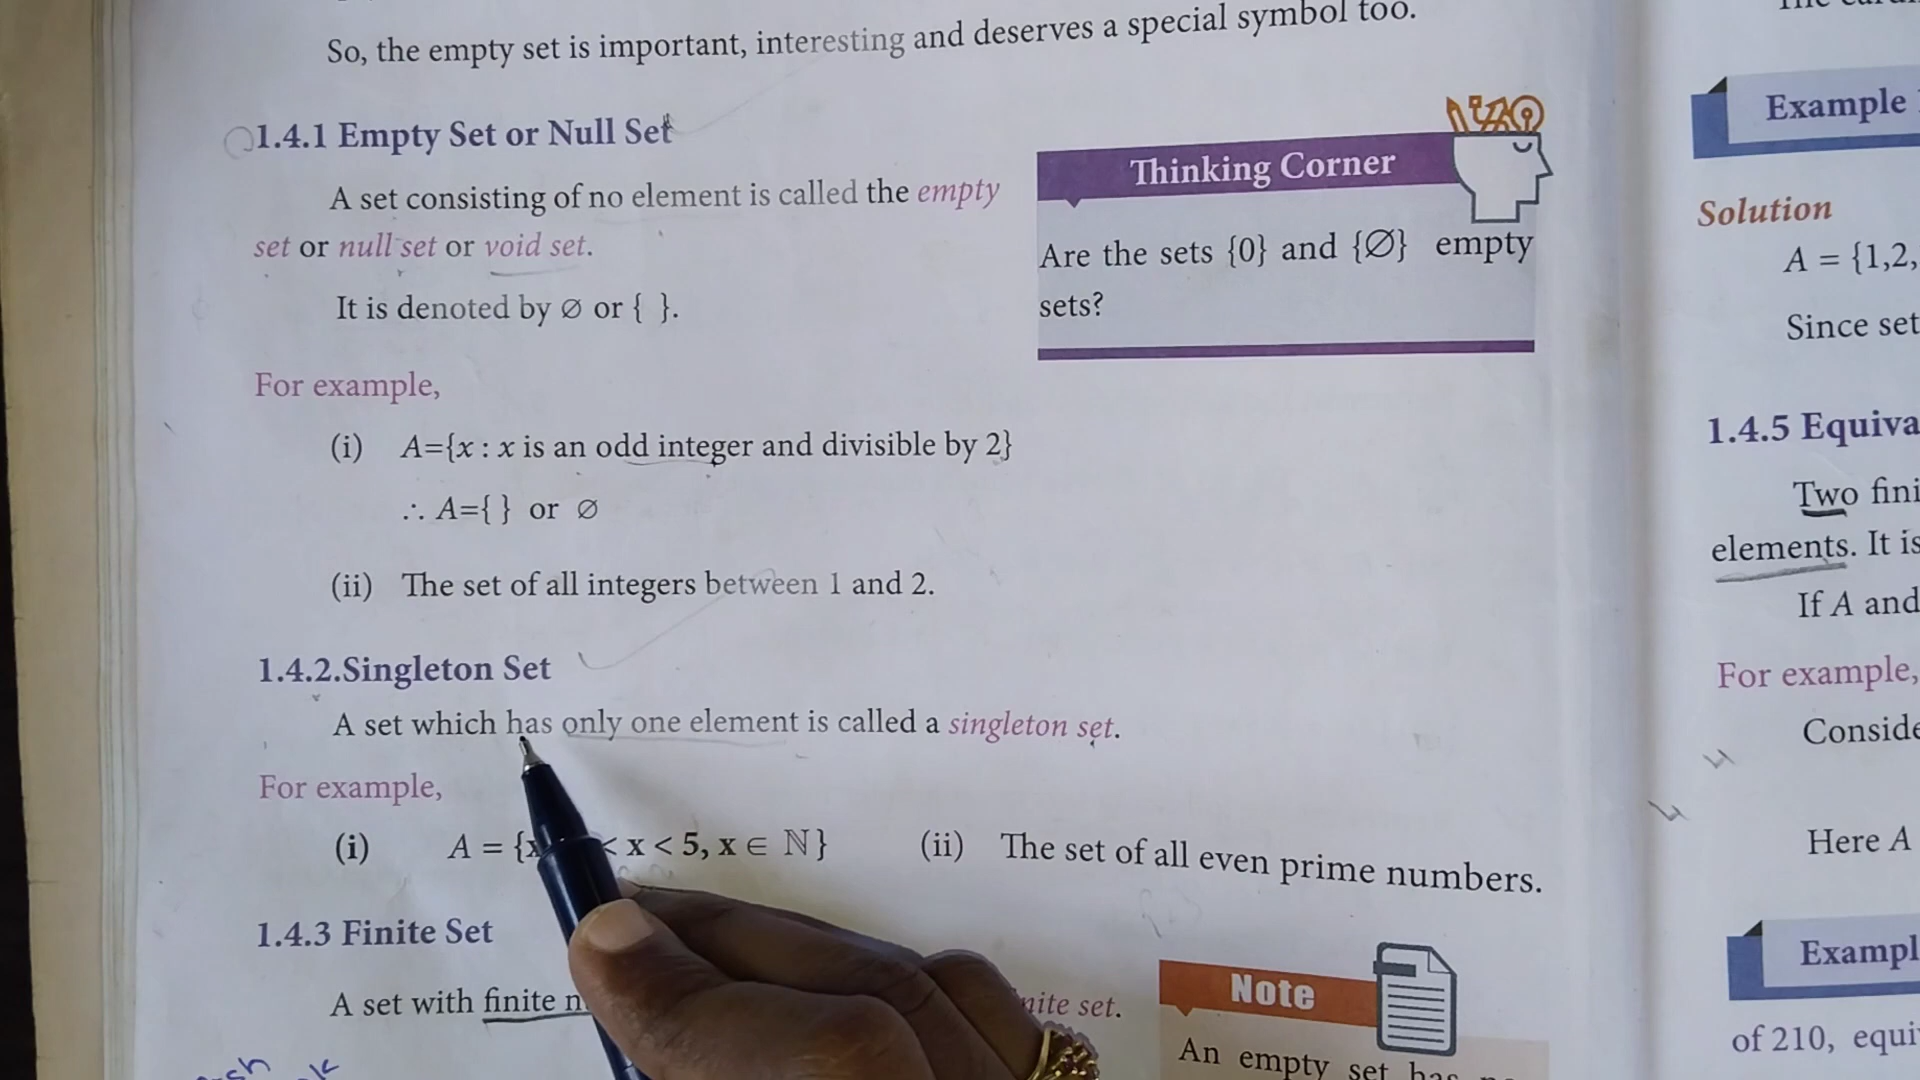 So, the empty set is important, interesting and deserves a special symbol too.
1.4.1 Empty Set or Null Set
A set consisting of no element is called the empty
set or null set or void set.
It is denoted by ∅ or { }.
Thinking Corner
Are the sets {0} and {∅} empty
sets?
For example,
(i) A={x : x is an odd integer and divisible by 2}
∴ A={ } or ∅
(ii) The set of all integers between 1 and 2.
1.4.2.Singleton Set
A set which has only one element is called a singleton set.
For example,
(i) A = {x < x < 5, x ∈ ℕ}
(ii) The set of all even prime numbers.
1.4.3 Finite Set
A set with finite set.
Note
An empty set has
Example
Solution
A = {1,2,
Since set
1.4.5 Equiva
Two fini
elements. It is
If A and
For example,
Conside
Here A
Exampl
of 210, equi